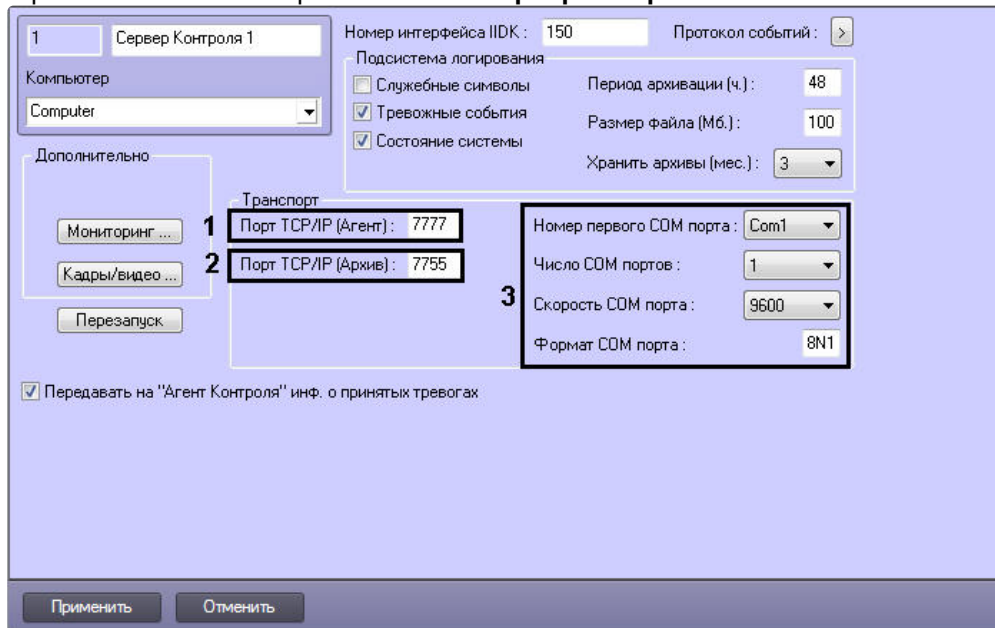 1 Сервер Контроля 1
Компьютер
Computer
Номер интерфейса IIDK : 150 Протокол событий : >
Подсистема логирования
Служебные символы Период архивации (ч.) : 48
Тревожные события Размер файла (Мб.) : 100
Состояние системы
Хранить архивы (мес.) : 3
Дополнительно
Мониторинг ...
Кадры/видео ...
Перезапуск
Транспорт
1 Порт TCP/IP (Агент) : 7777
2 Порт TCP/IP (Архив) : 7755
3
Номер первого COM порта : Com1
Число COM портов : 1
Скорость COM порта : 9600
Формат COM порта : 8N1
Передавать на "Агент Контроля" инф. о принятых тревогах
Применить Отменить